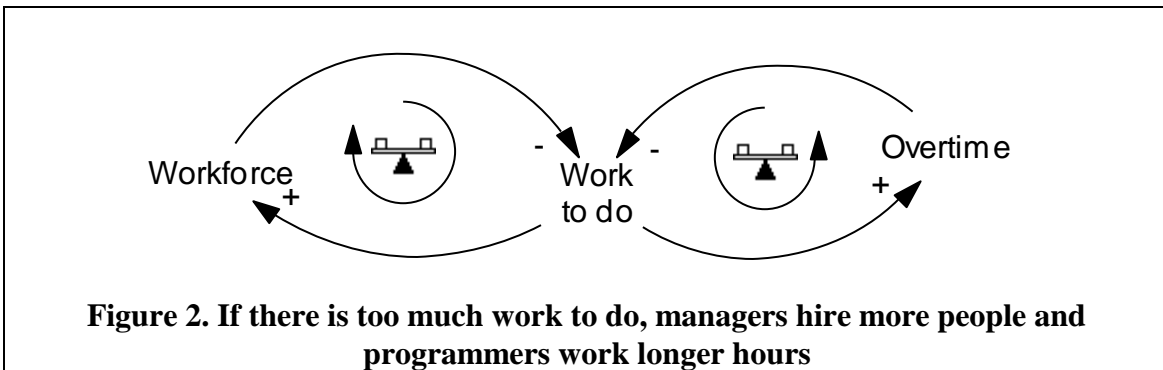 Workforce
+
-
Work
to do
-
Overtime
+
Figure 2. If there is too much work to do, managers hire more people and
programmers work longer hours